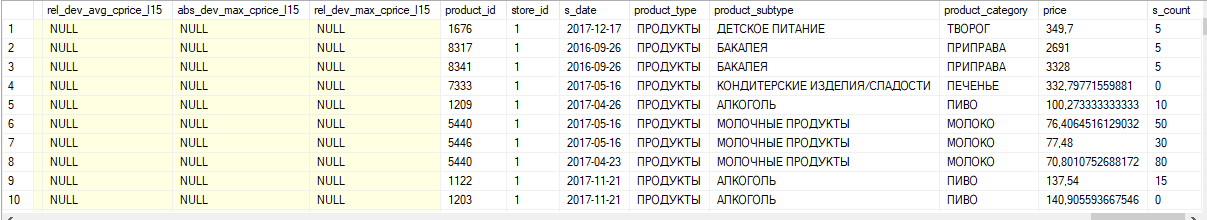 rel_dev_avg_cprice_l15 abs_dev_max_cprice_l15 rel_dev_max_cprice_l15 product_id store_id s_date product_type product_subtype product_category price s_count
1 NULL NULL NULL 1676 1 2017-12-17 ПРОДУКТЫ ДЕТСКОЕ ПИТАНИЕ ТВОРОГ 349,7 5
2 NULL NULL NULL 8317 1 2016-09-26 ПРОДУКТЫ БАКАЛЕЯ ПРИПРАВА 2691 5
3 NULL NULL NULL 8341 1 2016-09-26 ПРОДУКТЫ БАКАЛЕЯ ПРИПРАВА 3328 5
4 NULL NULL NULL 7333 1 2017-05-16 ПРОДУКТЫ КОНДИТЕРСКИЕ ИЗДЕЛИЯ/СЛАДОСТИ ПЕЧЕНЬЕ 332,79771559881 0
5 NULL NULL NULL 1209 1 2017-04-26 ПРОДУКТЫ АЛКОГОЛЬ ПИВО 100,273333333333 10
6 NULL NULL NULL 5440 1 2017-05-16 ПРОДУКТЫ МОЛОЧНЫЕ ПРОДУКТЫ МОЛОКО 76,4064516129032 50
7 NULL NULL NULL 5446 1 2017-05-16 ПРОДУКТЫ МОЛОЧНЫЕ ПРОДУКТЫ МОЛОКО 77,48 30
8 NULL NULL NULL 5440 1 2017-04-23 ПРОДУКТЫ МОЛОЧНЫЕ ПРОДУКТЫ МОЛОКО 70,8010752688172 80
9 NULL NULL NULL 1122 1 2017-11-21 ПРОДУКТЫ АЛКОГОЛЬ ПИВО 137,54 15
10 NULL NULL NULL 1203 1 2017-11-21 ПРОДУКТЫ АЛКОГОЛЬ ПИВО 140,905593667546 0